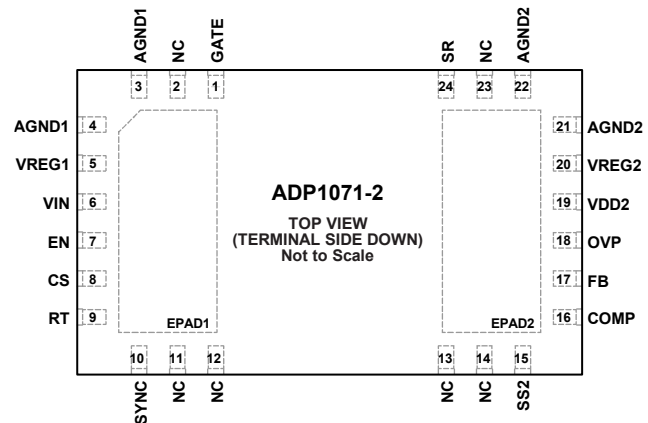 AGND1
NC
GATE
SR
NC
AGND2
3
2
1
24
23
22
AGND1 4
VREG1 5
VIN 6
EN 7
CS 8
RT 9
ADP1071-2
TOP VIEW
(TERMINAL SIDE DOWN)
Not to Scale
21 AGND2
20 VREG2
19 VDD2
18 OVP
17 FB
16 COMP
EPAD1
EPAD2
10
11
12
13
14
15
SYNC
NC
NC
NC
NC
SS2